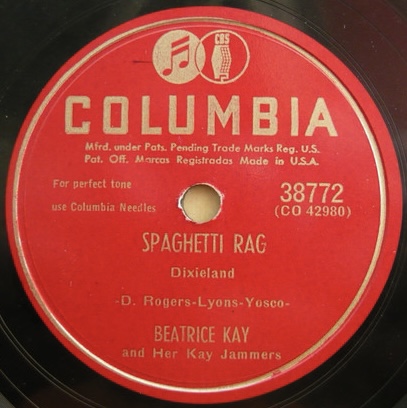 CBS
COLUMBIA
Mfrd. under Pats. Pending Trade Marks Reg. U.S.
Pat. Off. Marcas Registradas Made in U.S.A.
For perfect tone
use Columbia Needles
38772
(CO 42980)
SPAGHETTI RAG
Dixieland
-D. Rogers-Lyons-Yosco-
BEATRICE KAY
and Her Kay Jammers